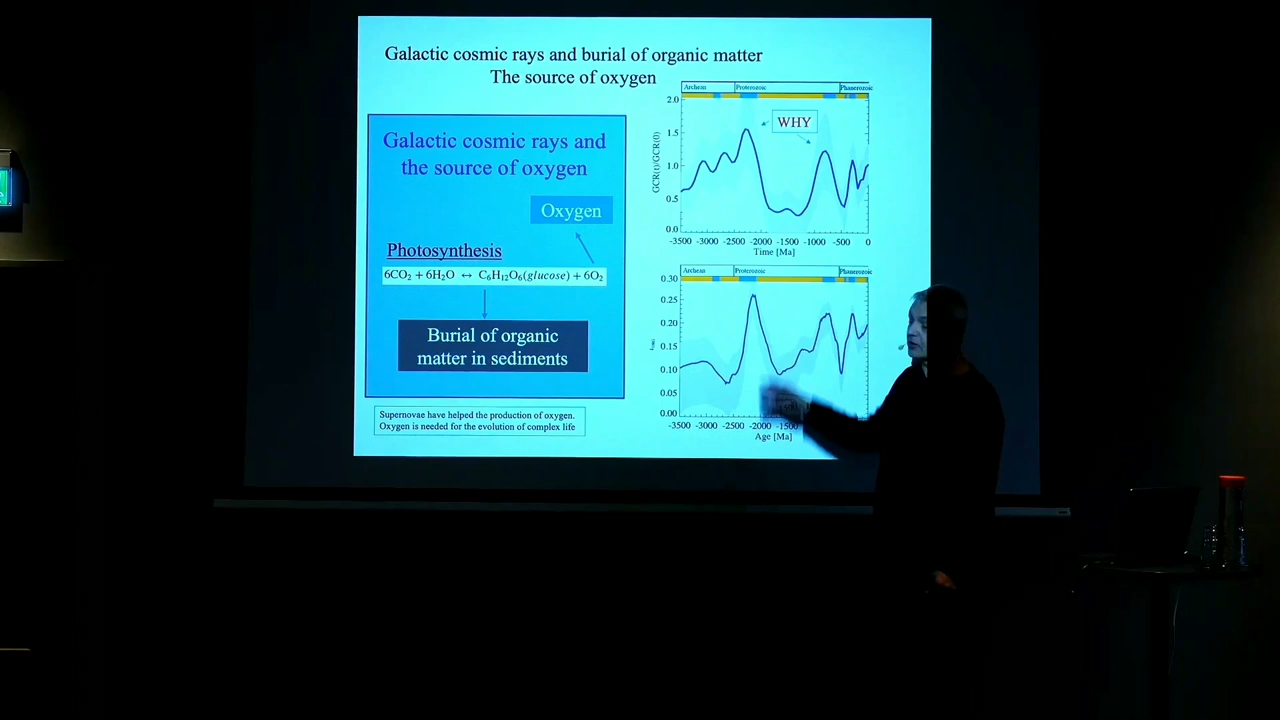 Galactic cosmic rays and burial of organic matter
The source of oxygen
Galactic cosmic rays and
the source of oxygen
Oxygen
Photosynthesis
6CO₂ + 6H₂O ↔ C₆H₁₂O₆(glucose) + 6O₂
Burial of organic
matter in sediments
Supernovae have helped the production of oxygen.
Oxygen is needed for the evolution of complex life
Archean Proterozoic Phanerozoic
WHY
GCR(t)/GCR(0)
2.0
1.5
1.0
0.5
0.0
-3500 -3000 -2500 -2000 -1500 -1000 -500 0
Time [Ma]
Archean Proterozoic Phanerozoic
0.30
0.25
0.20
0.15
0.10
0.05
0.00
-3500 -3000 -2500 -2000 -1500
Age [Ma]